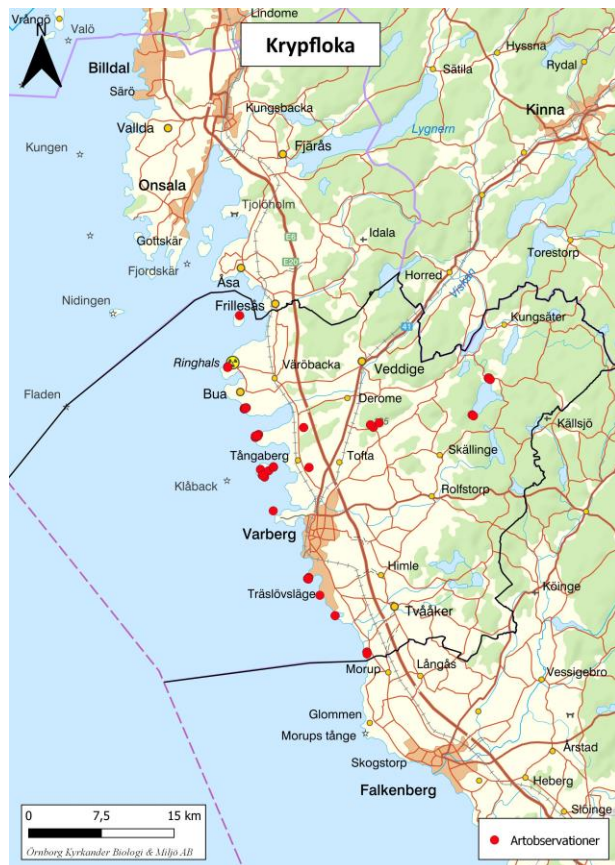 Krypfloka
N
Vrångö
Valö
Lindome
Hyssna
Billdal
Sätila
Rydal
Särö
Kungsbacka
Kinna
Vallda
Lygnern
Kungen
Fjärås
Onsala
Tjolöholm
Idala
Gottskär
E6
E20
Torestorp
Fjordskär
Åsa
Horred
Viskan
Nidingen
Frillesås
Kungsäter
41
Ringhals
Väröbacka
Veddige
Fladen
Bua
Derome
Källsjö
Tångaberg
Tofta
Skällinge
Klåback
Rolfstorp
Varberg
Himle
Köinge
Träslövsläge
Tvååker
Morup
Långås
Vessigebro
Glommen
Morups tånge
Årstad
Skogstorp
Falkenberg
Heberg
Slöinge
0 7,5 15 km
Örnborg Kyrkander Biologi & Miljö AB
Artobservationer